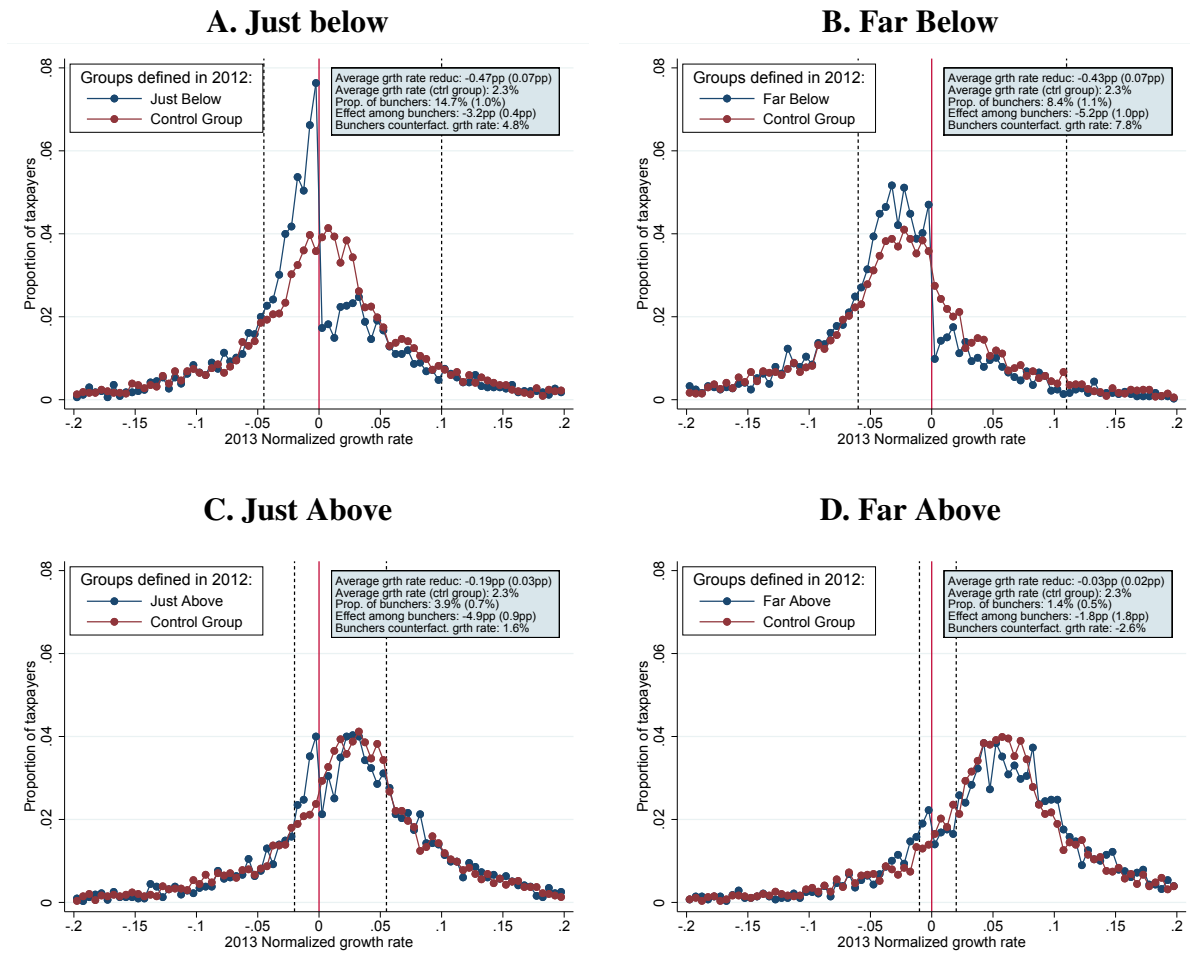 A. Just below
.08
.06
.04
.02
0
Proportion of taxpayers
Groups defined in 2012:
Just Below
Control Group
Average grth rate reduc: -0.47pp (0.07pp)
Average grth rate (ctrl group): 2.3%
Prop. of bunchers: 14.7% (1.0%)
Effect among bunchers: -3.2pp (0.4pp)
Bunchers counterfact. grth rate: 4.8%
-.2 -.15 -.1 -.05 0 .05 .1 .15 .2
2013 Normalized growth rate
B. Far Below
.08
.06
.04
.02
0
Proportion of taxpayers
Groups defined in 2012:
Far Below
Control Group
Average grth rate reduc: -0.43pp (0.07pp)
Average grth rate (ctrl group): 2.3%
Prop. of bunchers: 8.4% (1.1%)
Effect among bunchers: -5.2pp (1.0pp)
Bunchers counterfact. grth rate: 7.8%
-.2 -.15 -.1 -.05 0 .05 .1 .15 .2
2013 Normalized growth rate
C. Just Above
.08
.06
.04
.02
0
Proportion of taxpayers
Groups defined in 2012:
Just Above
Control Group
Average grth rate reduc: -0.19pp (0.03pp)
Average grth rate (ctrl group): 2.3%
Prop. of bunchers: 3.9% (0.7%)
Effect among bunchers: -4.9pp (0.9pp)
Bunchers counterfact. grth rate: 1.6%
-.2 -.15 -.1 -.05 0 .05 .1 .15 .2
2013 Normalized growth rate
D. Far Above
.08
.06
.04
.02
0
Proportion of taxpayers
Groups defined in 2012:
Far Above
Control Group
Average grth rate reduc: -0.03pp (0.02pp)
Average grth rate (ctrl group): 2.3%
Prop. of bunchers: 1.4% (0.5%)
Effect among bunchers: -1.8pp (1.8pp)
Bunchers counterfact. grth rate: -2.6%
-.2 -.15 -.1 -.05 0 .05 .1 .15 .2
2013 Normalized growth rate